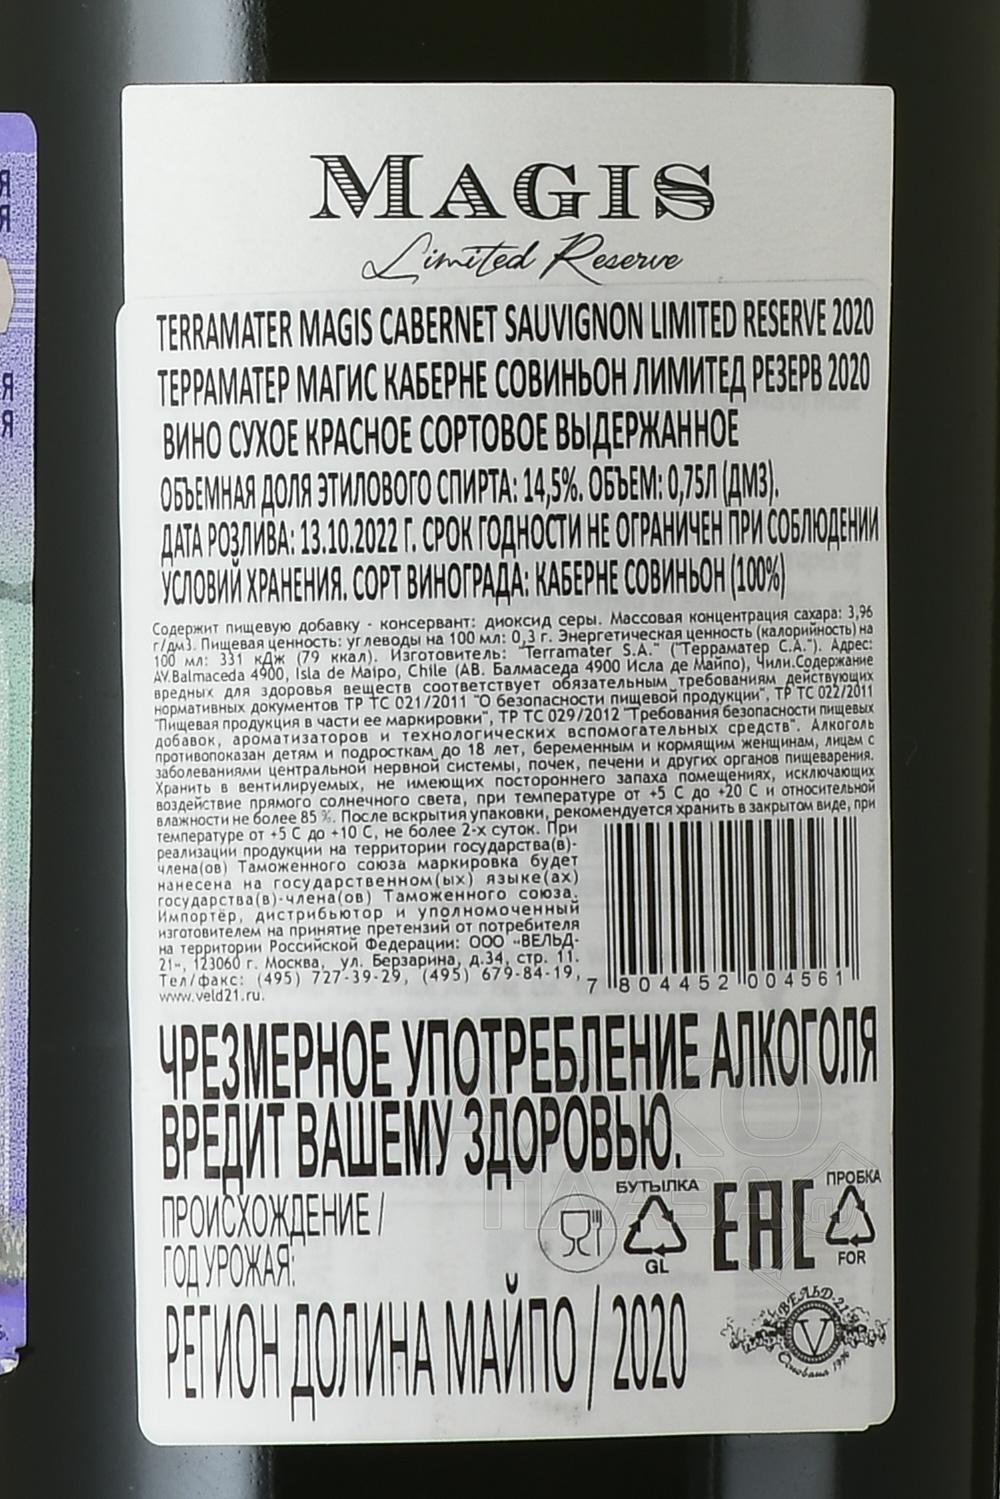 MAGIS
Limited Reserve
TERRAMATER MAGIS CABERNET SAUVIGNON LIMITED RESERVE 2020
ТЕРРАМАТЕР МАГИС КАБЕРНЕ СОВИНЬОН ЛИМИТЕД РЕЗЕРВ 2020
ВИНО СУХОЕ КРАСНОЕ СОРТОВОЕ ВЫДЕРЖАННОЕ
ОБЪЕМНАЯ ДОЛЯ ЭТИЛОВОГО СПИРТА: 14,5%. ОБЪЕМ: 0,75Л (ДМ3).
ДАТА РОЗЛИВА: 13.10.2022 Г. СРОК ГОДНОСТИ НЕ ОГРАНИЧЕН ПРИ СОБЛЮДЕНИИ
УСЛОВИЙ ХРАНЕНИЯ. СОРТ ВИНОГРАДА: КАБЕРНЕ СОВИНЬОН (100%)
Содержит пищевую добавку - консервант: диоксид серы. Массовая концентрация сахара: 3,96
г/дм3. Пищевая ценность: углеводы на 100 мл: 0,3 г. Энергетическая ценность (калорийность) на
100 мл: 331 кДж (79 ккал). Изготовитель: "Terramater S.A." ("Терраматер С.А."). Адрес:
AV.Balmaceda 4900, Isla de Maipo, Chile (АВ. Балмаседа 4900 Исла де Майпо), Чили.Содержание
вредных для здоровья веществ соответствует обязательным требованиям действующих
нормативных документов ТР ТС 021/2011 "О безопасности пищевой продукции", ТР ТС 022/2011
"Пищевая продукция в части ее маркировки", ТР ТС 029/2012 "Требования безопасности пищевых
добавок, ароматизаторов и технологических вспомогательных средств". Алкоголь
противопоказан детям и подросткам до 18 лет, беременным и кормящим женщинам, лицам с
заболеваниями центральной нервной системы, почек, печени и других органов пищеварения.
Хранить в вентилируемых, не имеющих постороннего запаха помещениях, исключающих
воздействие прямого солнечного света, при температуре от +5 С до +20 С и относительной
влажности не более 85 %. После вскрытия упаковки, рекомендуется хранить в закрытом виде, при
температуре от +5 С до +10 С, не более 2-х суток. При
реализации продукции на территории государства(в)-
члена(ов) Таможенного союза маркировка будет
нанесена на государственном(ых) языке(ах)
государства(в)-члена(ов) Таможенного союза.
Импортёр, дистрибьютор и уполномоченный
изготовителем на принятие претензий от потребителя
на территории Российской Федерации: ООО «ВЕЛЬД-
21», 123060 г. Москва, ул. Берзарина, д.34, стр. 11.
Тел/факс: (495) 727-39-29, (495) 679-84-19,
www.veld21.ru.
7 804452 004561
ЧРЕЗМЕРНОЕ УПОТРЕБЛЕНИЕ АЛКОГОЛЯ
ВРЕДИТ ВАШЕМУ ЗДОРОВЬЮ.
ПРОИСХОЖДЕНИЕ /
ГОД УРОЖАЯ:
БУТЫЛКА
GL
EAC
ПРОБКА
FOR
РЕГИОН ДОЛИНА МАЙПО / 2020
ВЕЛЬД-21
V
Основана 1996